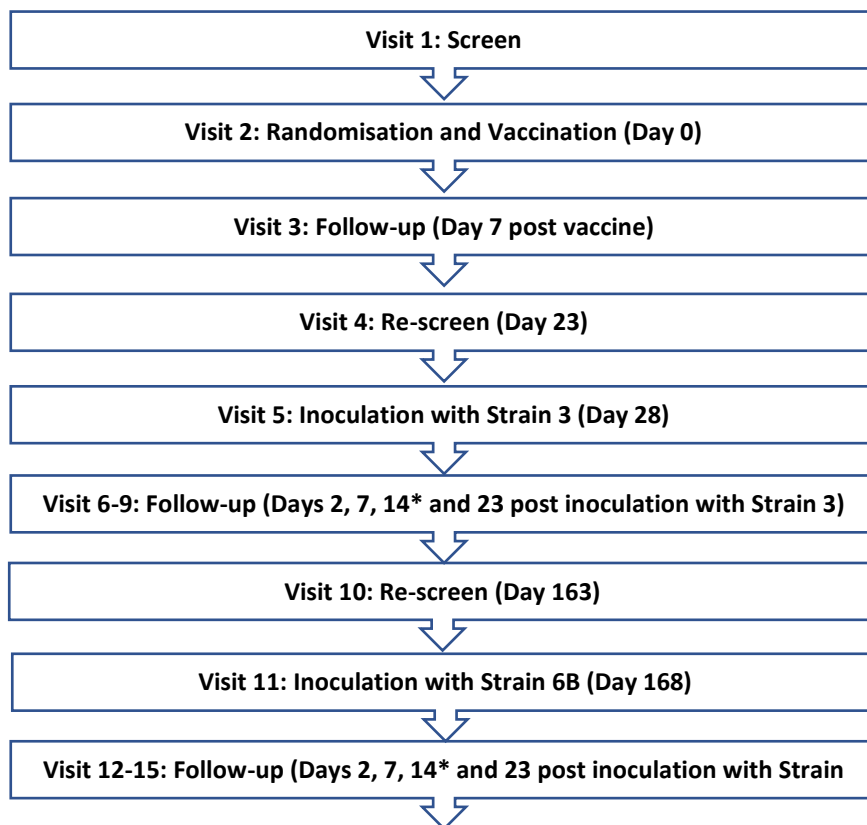 Visit 1: Screen
Visit 2: Randomisation and Vaccination (Day 0)
Visit 3: Follow-up (Day 7 post vaccine)
Visit 4: Re-screen (Day 23)
Visit 5: Inoculation with Strain 3 (Day 28)
Visit 6-9: Follow-up (Days 2, 7, 14* and 23 post inoculation with Strain 3)
Visit 10: Re-screen (Day 163)
Visit 11: Inoculation with Strain 6B (Day 168)
Visit 12-15: Follow-up (Days 2, 7, 14* and 23 post inoculation with Strain